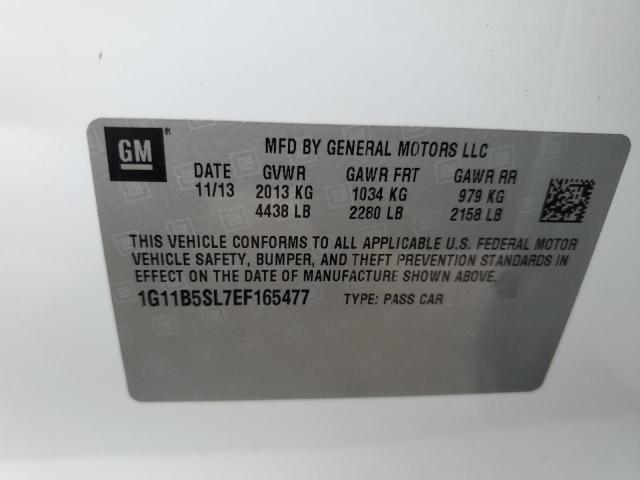 GM®
MFD BY GENERAL MOTORS LLC
DATE GVWR GAWR FRT GAWR RR
11/13 2013 KG 1034 KG 979 KG
4438 LB 2280 LB 2158 LB
THIS VEHICLE CONFORMS TO ALL APPLICABLE U.S. FEDERAL MOTOR
VEHICLE SAFETY, BUMPER, AND THEFT PREVENTION STANDARDS IN
EFFECT ON THE DATE OF MANUFACTURE SHOWN ABOVE.
1G11B5SL7EF165477 TYPE: PASS CAR